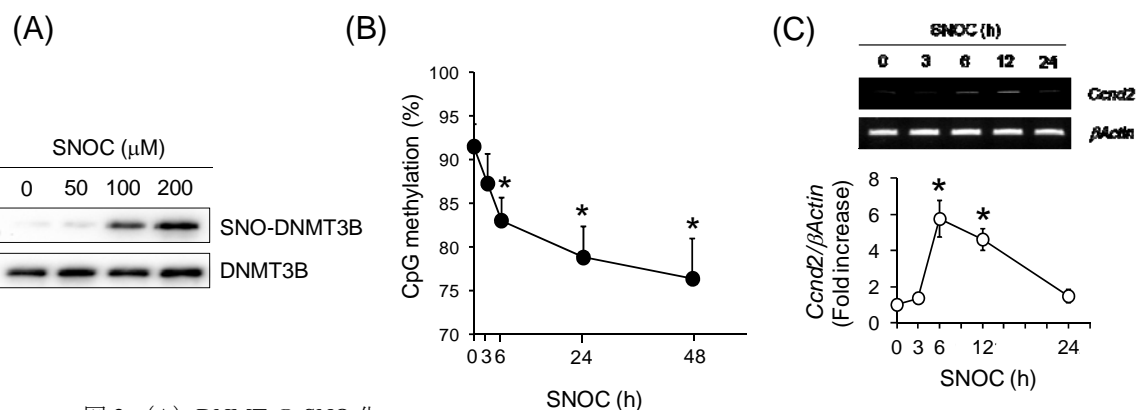 (A)
SNOC (μM)
0 50 100 200
SNO-DNMT3B
DNMT3B
(B)
CpG methylation (%)
100
95
90
85
80
75
70
* * *
0 3 6 24 48
SNOC (h)
(C)
SNOC (h)
0 3 6 12 24
Ccnd2
βActin
Ccnd2/βActin
(Fold increase)
8
6
4
2
0
* *
0 3 6 12 24
SNOC (h)
(A) DNMT SNO